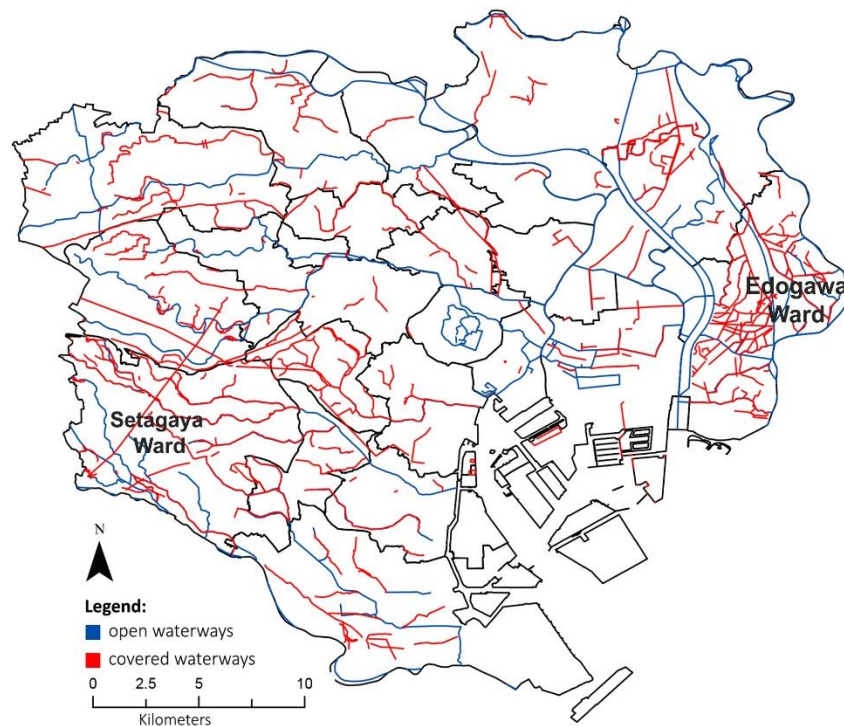 Edogawa
Ward
Setagaya
Ward
N
Legend:
open waterways
covered waterways
0 2.5 5 10
Kilometers